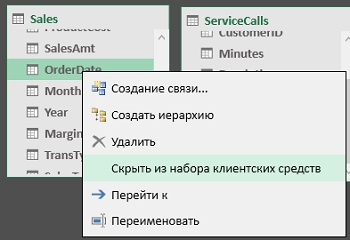 Sales
ProductCost
SalesAmt
OrderDate
Month
Year
Margin
TransTy
ServiceCalls
CustomerID
Minutes
Создание связи...
Создать иерархию
Удалить
Скрыть из набора клиентских средств
Перейти к
Переименовать